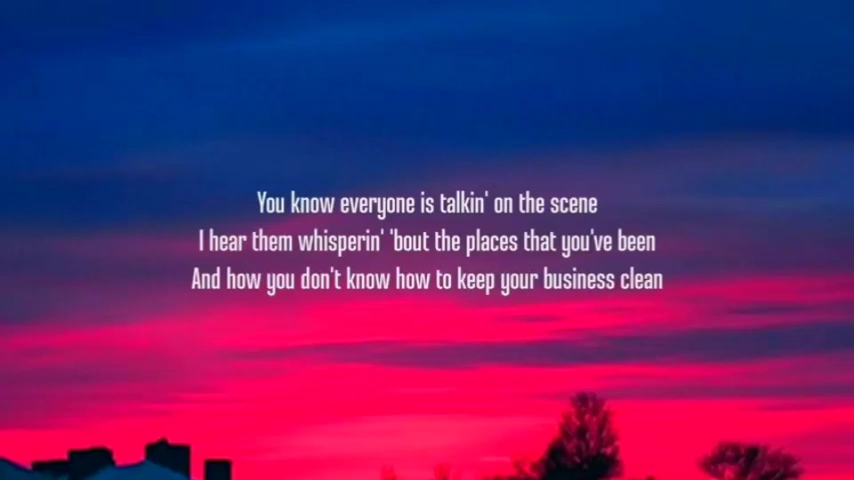 You know everyone is talkin' on the scene
I hear them whisperin' 'bout the places that you've been
And how you don't know how to keep your business clean